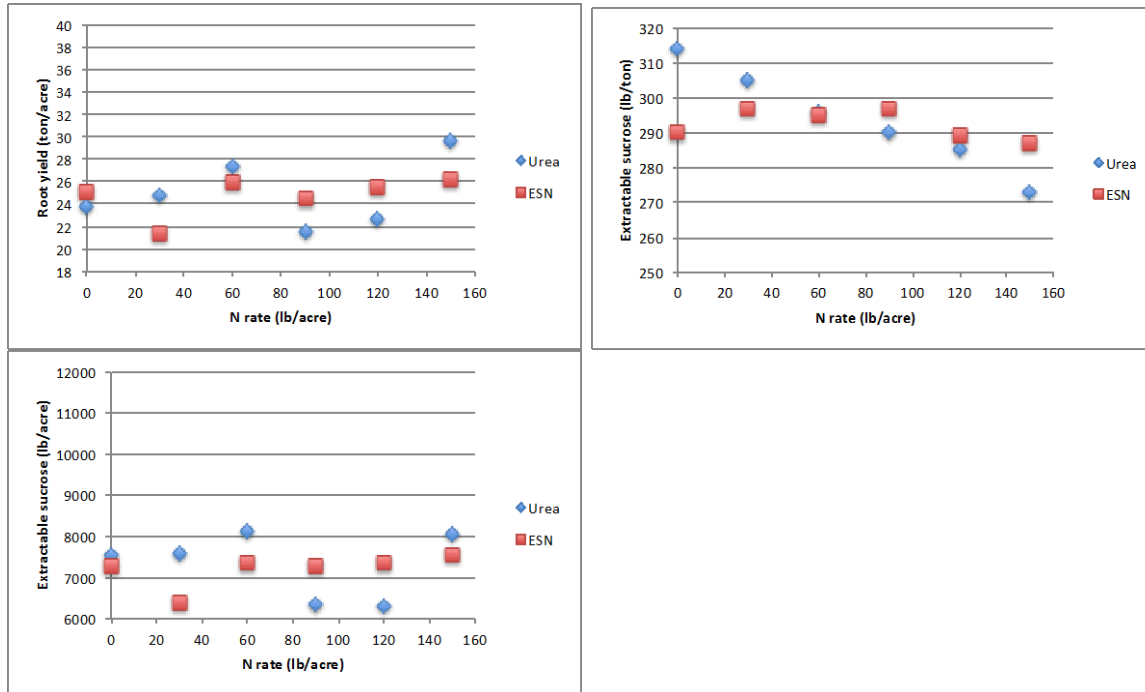 Root yield (ton/acre)
40
38
36
34
32
30
28
26
24
22
20
18
0 20 40 60 80 100 120 140 160
N rate (lb/acre)
Urea
ESN
Extractable sucrose (lb/ton)
320
310
300
290
280
270
260
250
0 20 40 60 80 100 120 140 160
N rate (lb/acre)
Urea
ESN
Extractable sucrose (lb/acre)
12000
11000
10000
9000
8000
7000
6000
0 20 40 60 80 100 120 140 160
N rate (lb/acre)
Urea
ESN